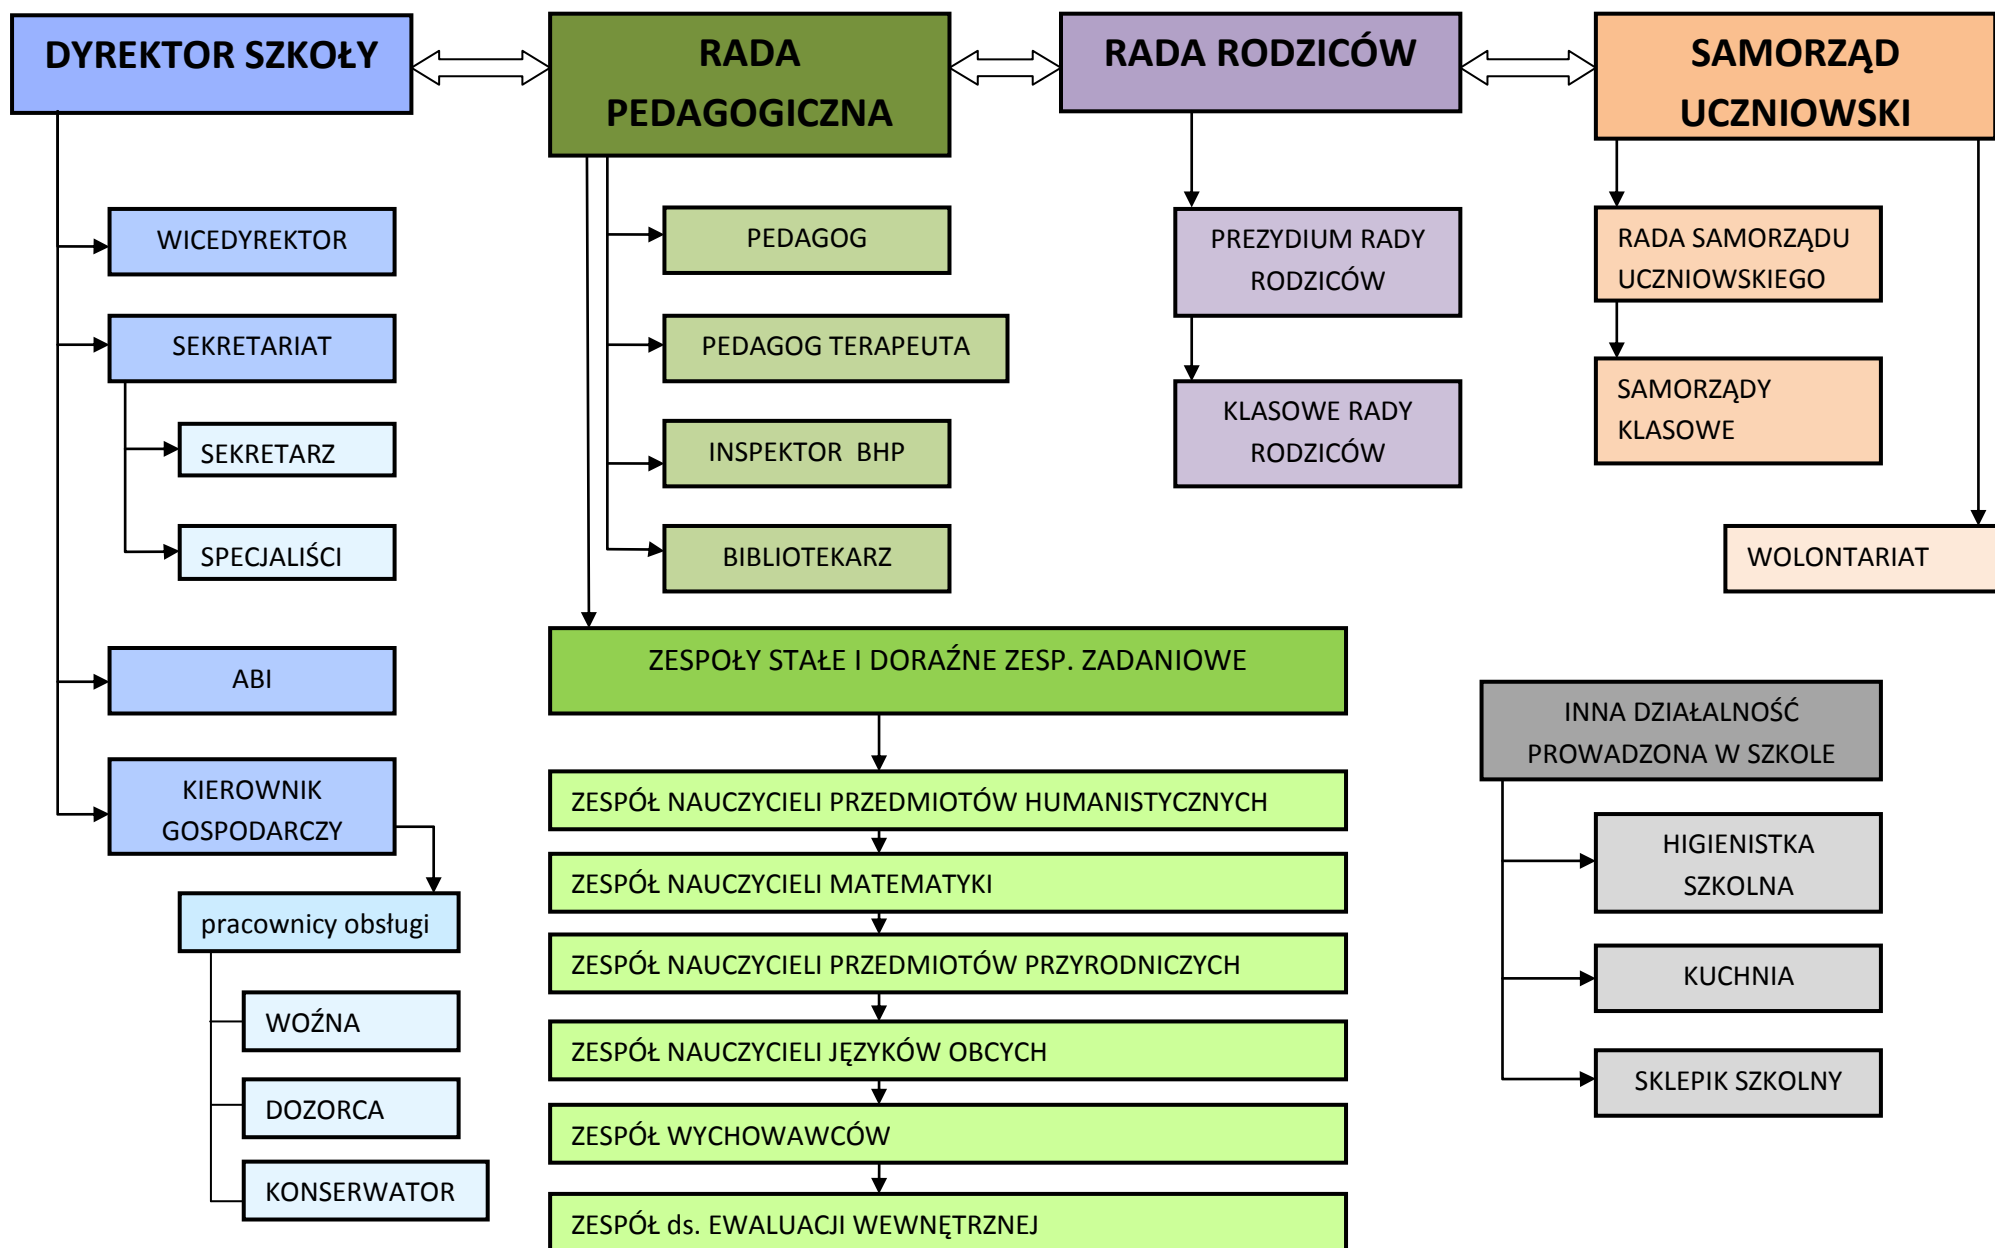 DYREKTOR SZKOŁY
RADA
PEDAGOGICZNA
RADA RODZICÓW
SAMORZĄD
UCZNIOWSKI
WICEDYREKTOR
SEKRETARIAT
SEKRETARZ
SPECJALIŚCI
ABI
KIEROWNIK
GOSPODARCZY
pracownicy obsługi
WOŹNA
DOZORCA
KONSERWATOR
PEDAGOG
PEDAGOG TERAPEUTA
INSPEKTOR BHP
BIBLIOTEKARZ
ZESPOŁY STAŁE I DORAŹNE ZESP. ZADANIOWE
ZESPÓŁ NAUCZYCIELI PRZEDMIOTÓW HUMANISTYCZNYCH
ZESPÓŁ NAUCZYCIELI MATEMATYKI
ZESPÓŁ NAUCZYCIELI PRZEDMIOTÓW PRZYRODNICZYCH
ZESPÓŁ NAUCZYCIELI JĘZYKÓW OBCYCH
ZESPÓŁ WYCHOWAWCÓW
ZESPÓŁ ds. EWALUACJI WEWNĘTRZNEJ
PREZYDIUM RADY
RODZICÓW
KLASOWE RADY
RODZICÓW
RADA SAMORZĄDU
UCZNIOWSKIEGO
SAMORZĄDY
KLASOWE
WOLONTARIAT
INNA DZIAŁALNOŚĆ
PROWADZONA W SZKOLE
HIGIENISTKA
SZKOLNA
KUCHNIA
SKLEPIK SZKOLNY